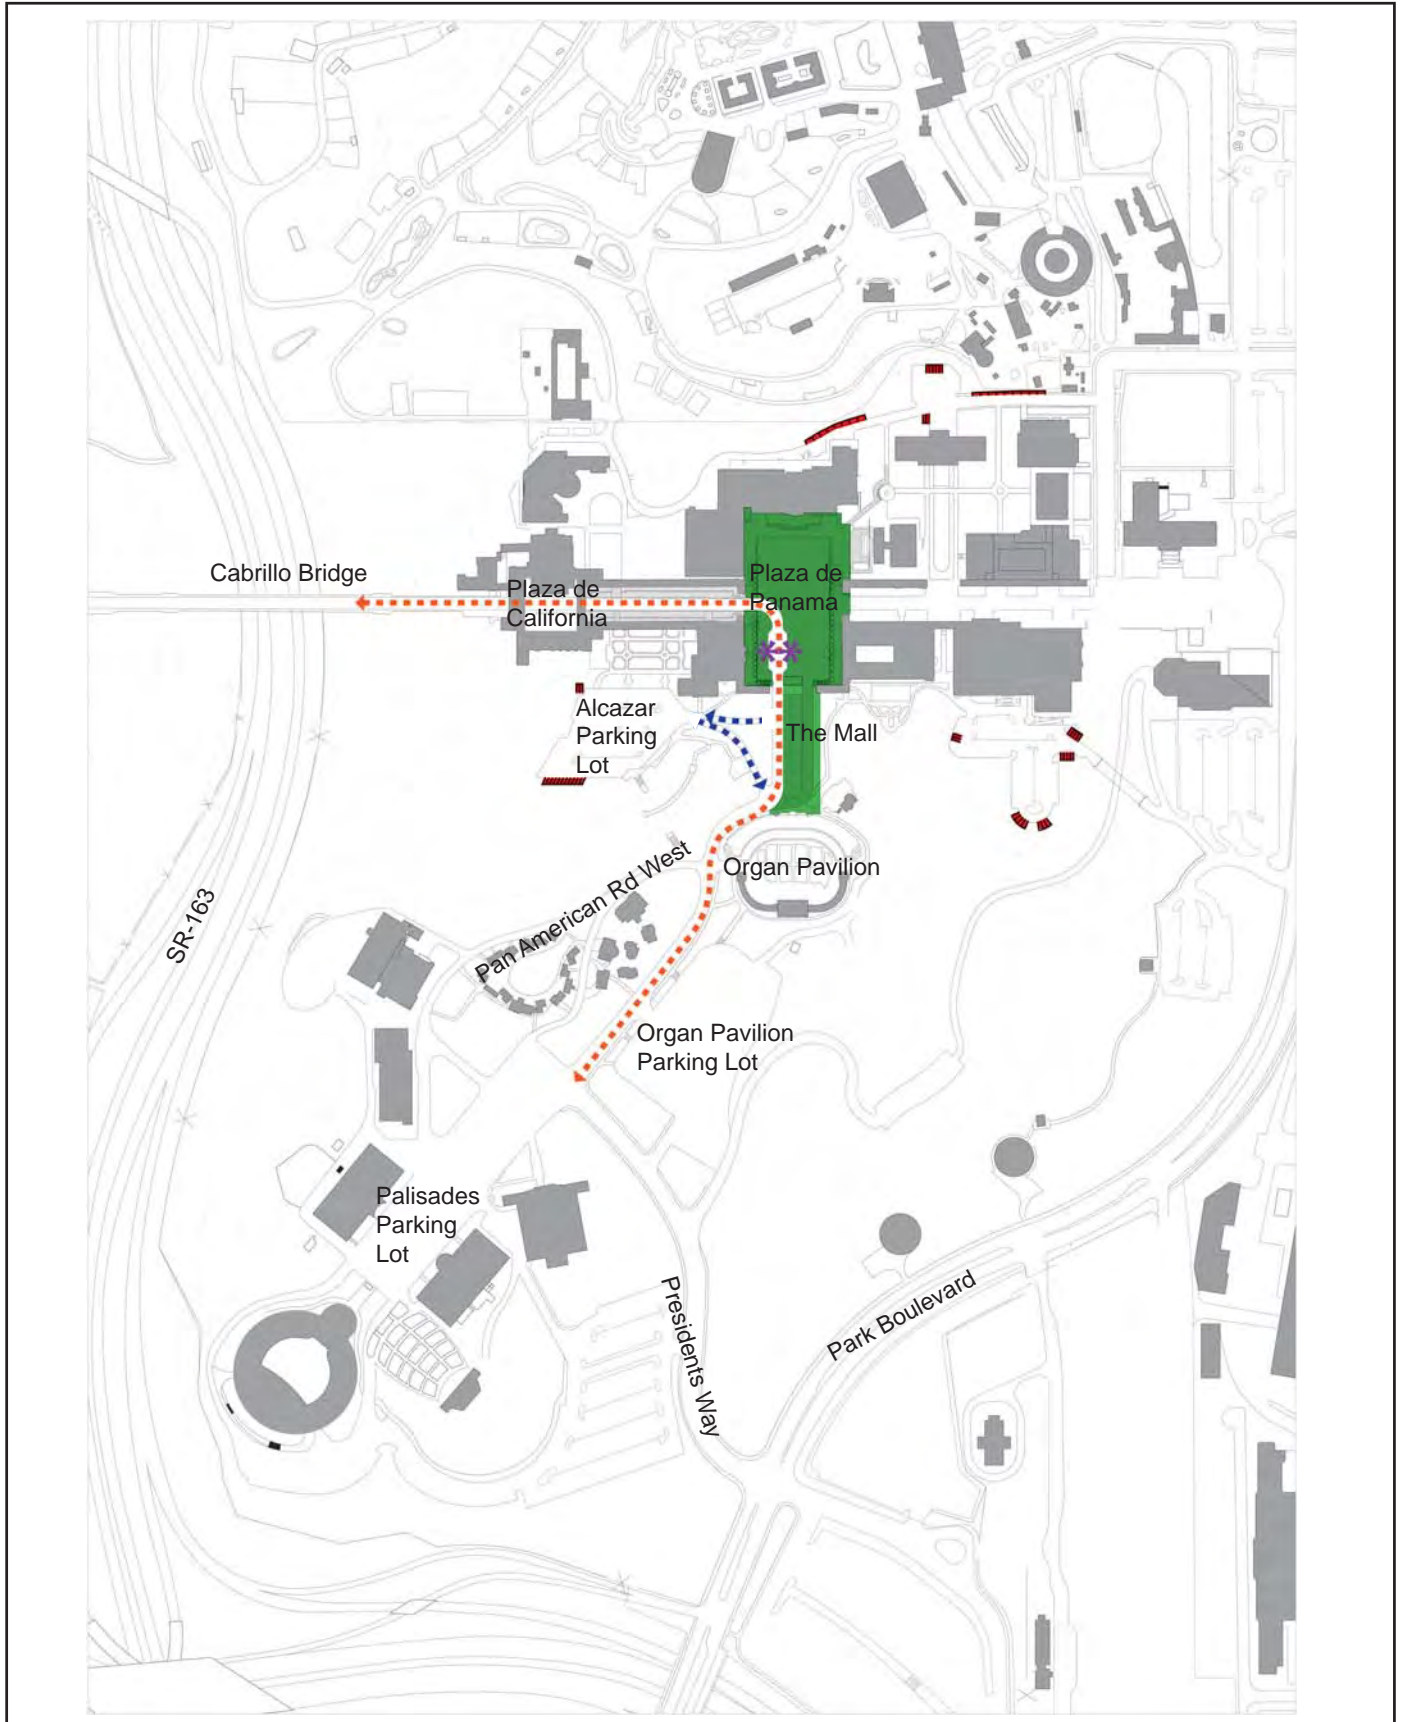 Cabrillo Bridge
Plaza de
California
Plaza de
Panama
Alcazar
Parking
Lot
The Mall
Organ Pavilion
Pan American Rd West
SR-163
Organ Pavilion
Parking Lot
Palisades
Parking
Lot
Presidents Way
Park Boulevard